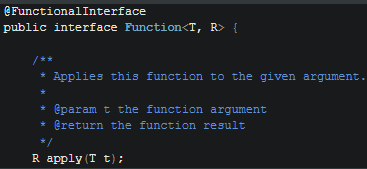 @FunctionalInterface
public interface Function<T, R> {
/**
* Applies this function to the given argument.
*
* @param t the function argument
* @return the function result
*/
R apply(T t);